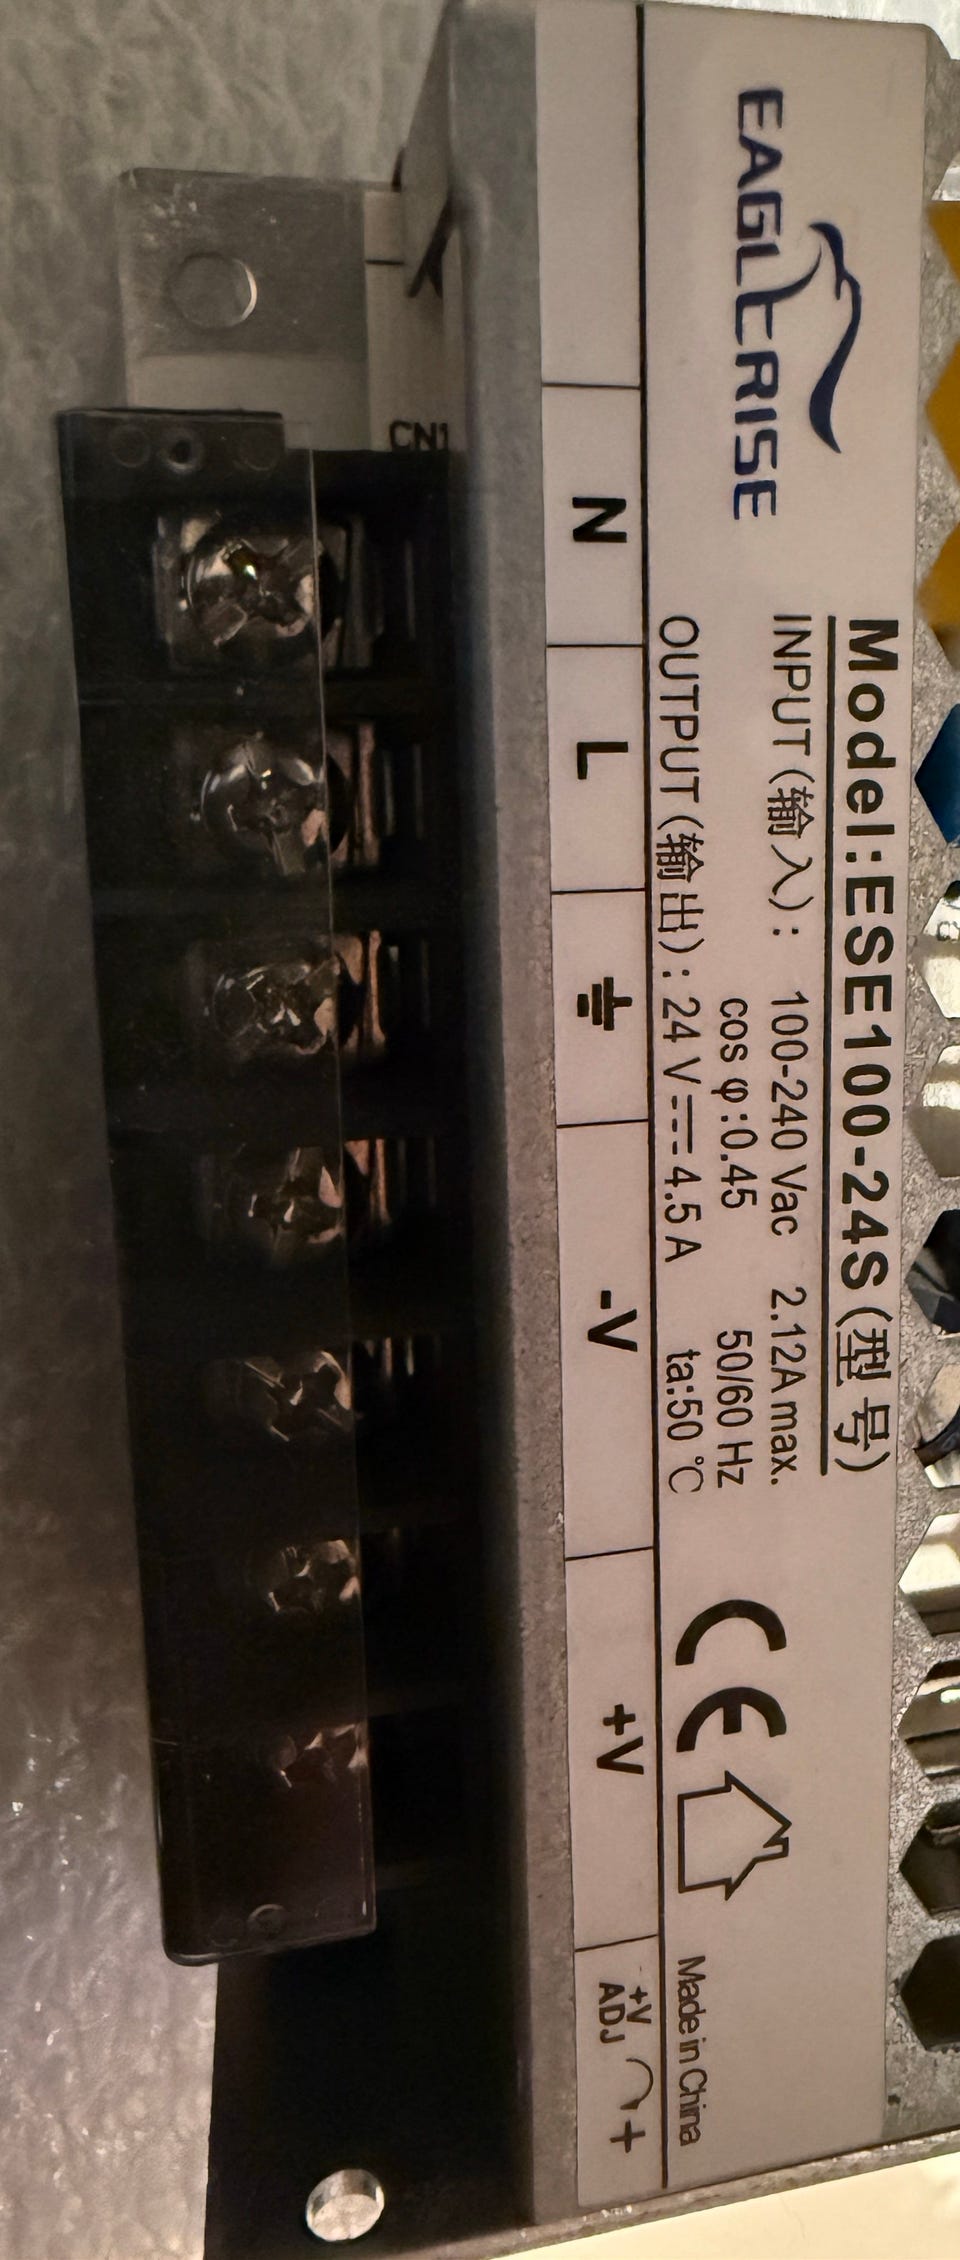 EAGLERISE
Model:ESE100-24S(型号)
INPUT(输入): 100-240 Vac 2.12A max.
cos φ:0.45 50/60 Hz
OUTPUT(输出): 24 V⎓4.5 A ta:50 ℃
CE
Made in China
N
L
-V
+V
+V
ADJ
+
CN1